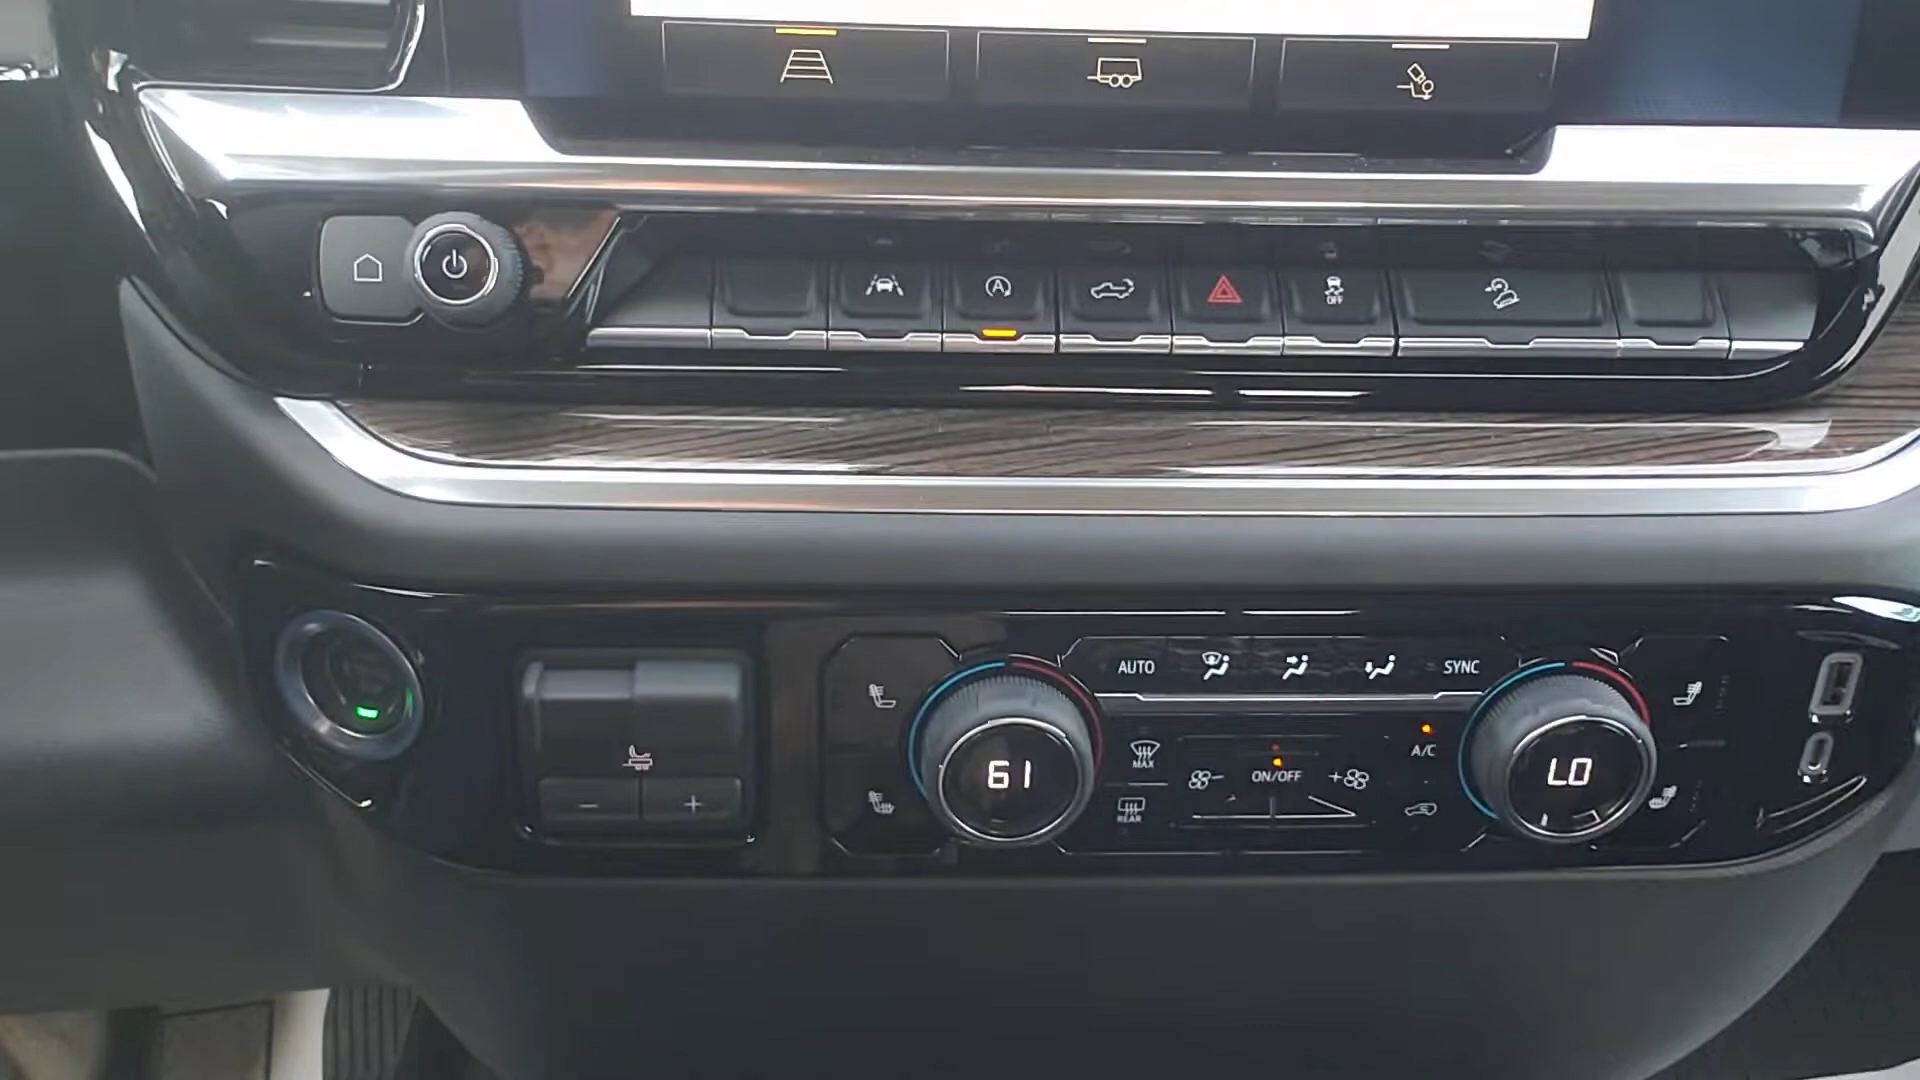 A
OFF
AUTO
SYNC
MAX
A/C
61
ON/OFF
LO
REAR